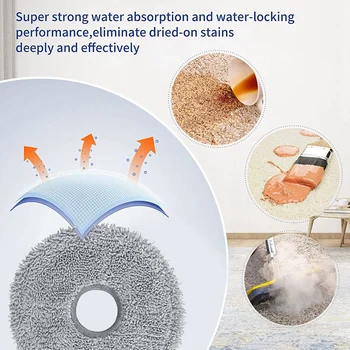 Super strong water absorption and water-locking
performance,eliminate dried-on stains
deeply and effectively